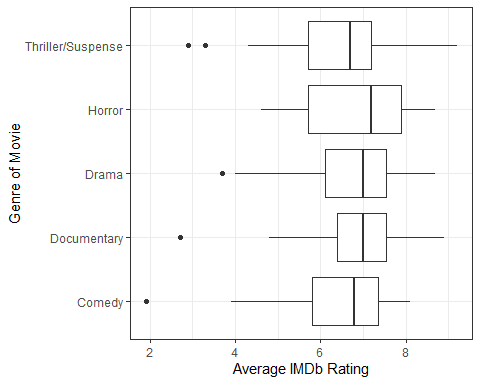 Genre of Movie
Thriller/Suspense
Horror
Drama
Documentary
Comedy
2 4 6 8
Average IMDb Rating